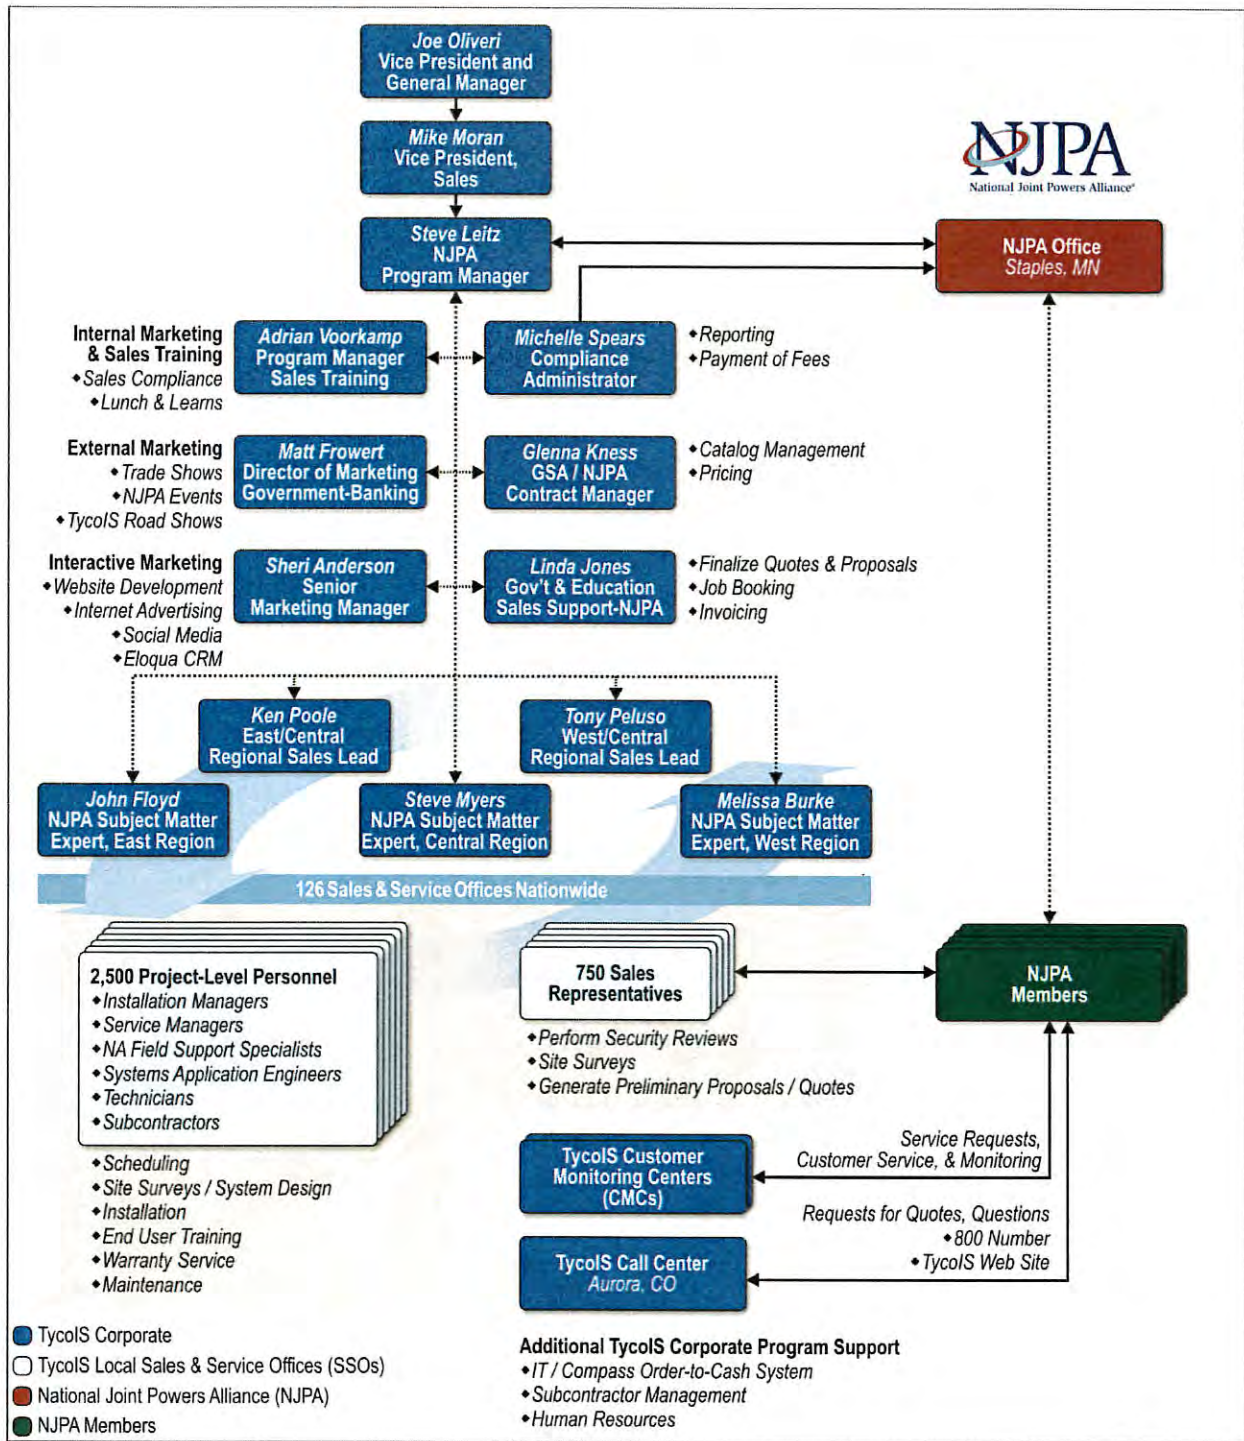 Joe Oliveri
Vice President and
General Manager
Mike Moran
Vice President,
Sales
NJPA
National Joint Powers Alliance®
Steve Leitz
NJPA
Program Manager
NJPA Office
Staples, MN
Internal Marketing
& Sales Training
◆Sales Compliance
◆Lunch & Learns
Adrian Voorkamp
Program Manager
Sales Training
Michelle Spears
Compliance
Administrator
◆Reporting
◆Payment of Fees
External Marketing
◆Trade Shows
◆NJPA Events
◆TycoIS Road Shows
Matt Frowert
Director of Marketing
Government-Banking
Glenna Kness
GSA / NJPA
Contract Manager
◆Catalog Management
◆Pricing
Interactive Marketing
◆Website Development
◆Internet Advertising
◆Social Media
◆Eloqua CRM
Sheri Anderson
Senior
Marketing Manager
Linda Jones
Gov't & Education
Sales Support-NJPA
◆Finalize Quotes & Proposals
◆Job Booking
◆Invoicing
Ken Poole
East/Central
Regional Sales Lead
Tony Peluso
West/Central
Regional Sales Lead
John Floyd
NJPA Subject Matter
Expert, East Region
Steve Myers
NJPA Subject Matter
Expert, Central Region
Melissa Burke
NJPA Subject Matter
Expert, West Region
126 Sales & Service Offices Nationwide
2,500 Project-Level Personnel
◆Installation Managers
◆Service Managers
◆NA Field Support Specialists
◆Systems Application Engineers
◆Technicians
◆Subcontractors
◆Scheduling
◆Site Surveys / System Design
◆Installation
◆End User Training
◆Warranty Service
◆Maintenance
750 Sales
Representatives
◆Perform Security Reviews
◆Site Surveys
◆Generate Preliminary Proposals / Quotes
NJPA
Members
TycoIS Customer
Monitoring Centers
(CMCs)
Service Requests,
Customer Service, & Monitoring
TycoIS Call Center
Aurora, CO
Requests for Quotes, Questions
◆800 Number
◆TycoIS Web Site
TycoIS Corporate
TycoIS Local Sales & Service Offices (SSOs)
National Joint Powers Alliance (NJPA)
NJPA Members
Additional TycoIS Corporate Program Support
◆IT / Compass Order-to-Cash System
◆Subcontractor Management
◆Human Resources